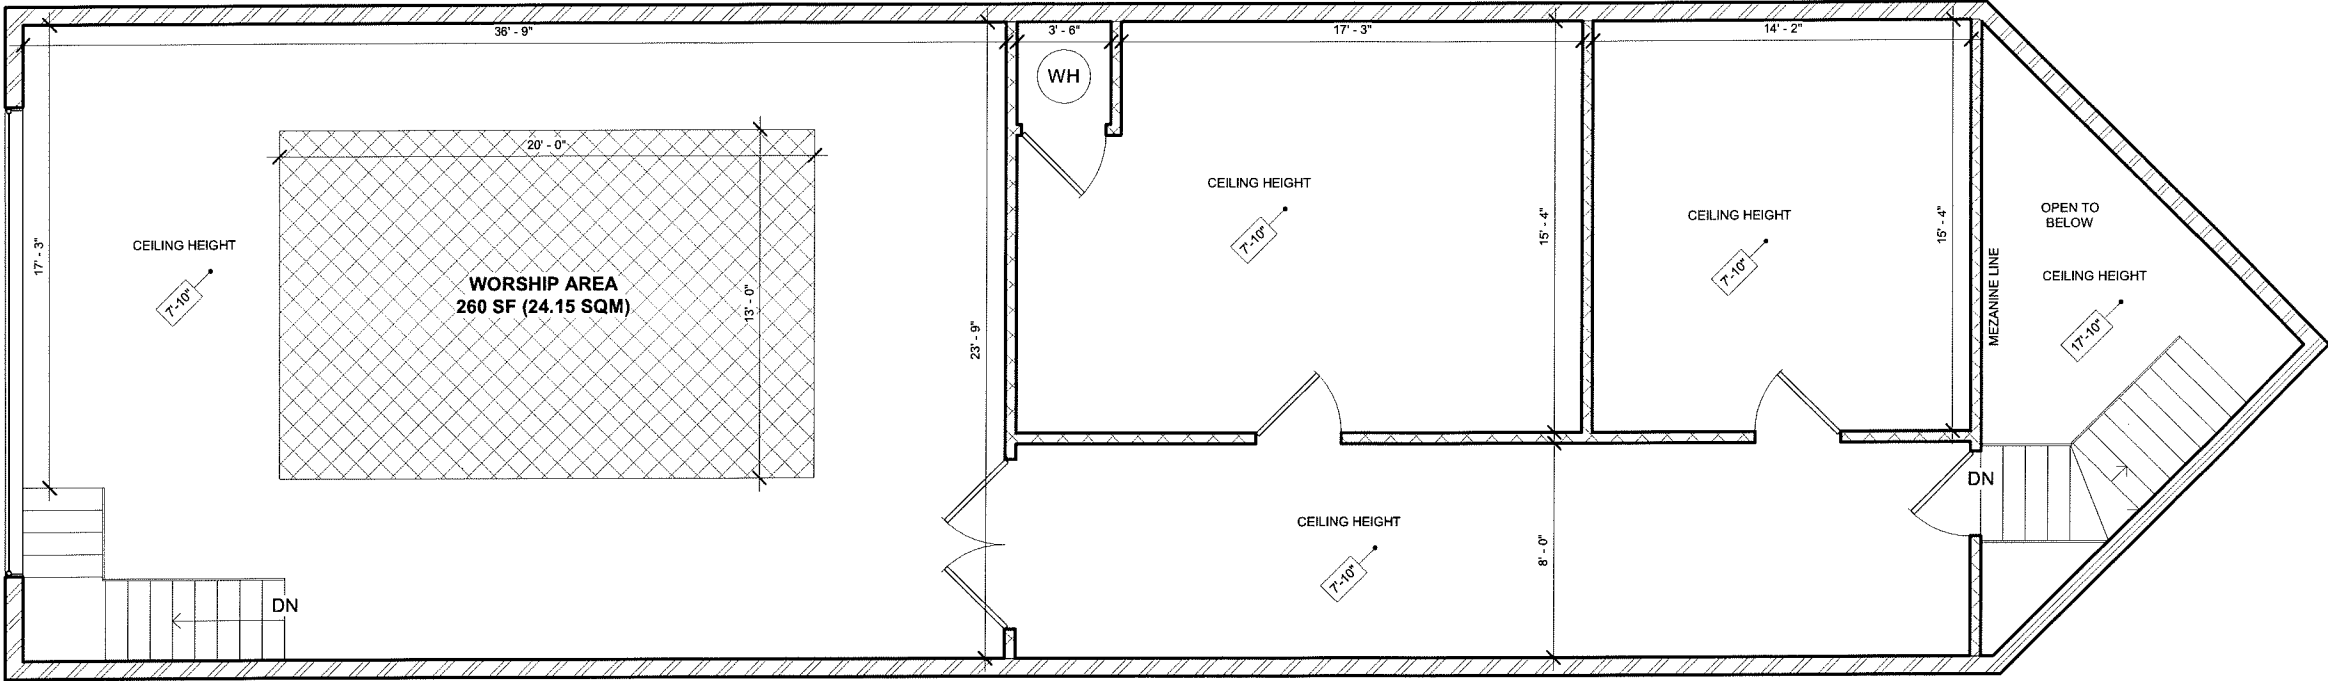 36' - 9"
3' - 6"
17' - 3"
14' - 2"
WH
20' - 0"
CEILING HEIGHT
7'-10"
17' - 3"
WORSHIP AREA
260 SF (24.15 SQM)
13' - 0"
23' - 9"
CEILING HEIGHT
7'-10"
15' - 4"
CEILING HEIGHT
7'-10"
15' - 4"
OPEN TO
BELOW
MEZANINE LINE
CEILING HEIGHT
17'-10"
DN
CEILING HEIGHT
7'-10"
8' - 0"
DN